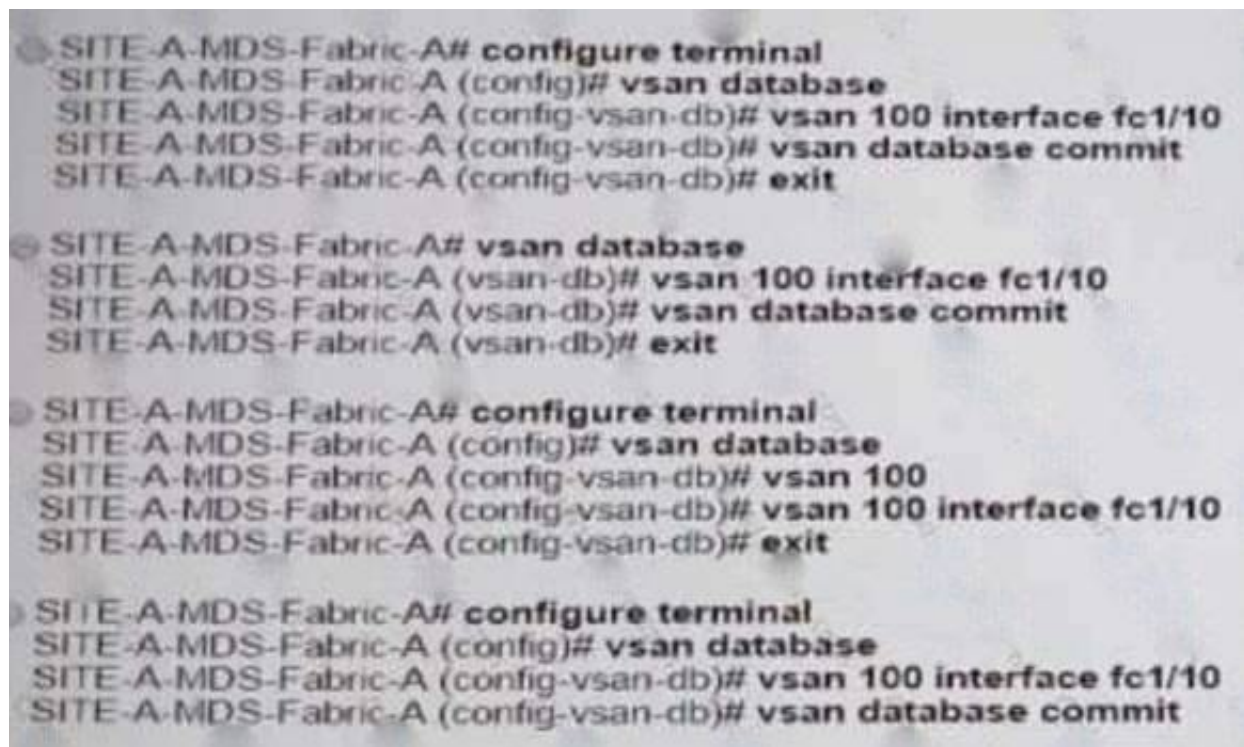 SITE-A-MDS-Fabric-A# configure terminal
SITE-A-MDS-Fabric-A (config)# vsan database
SITE-A-MDS-Fabric-A (config-vsan-db)# vsan 100 interface fc1/10
SITE-A-MDS-Fabric-A (config-vsan-db)# vsan database commit
SITE-A-MDS-Fabric-A (config-vsan-db)# exit
SITE-A-MDS-Fabric-A# vsan database
SITE-A-MDS-Fabric-A (vsan-db)# vsan 100 interface fc1/10
SITE-A-MDS-Fabric-A (vsan-db)# vsan database commit
SITE-A-MDS-Fabric-A (vsan-db)# exit
SITE-A-MDS-Fabric-A# configure terminal
SITE-A-MDS-Fabric-A (config)# vsan database
SITE-A-MDS-Fabric-A (config-vsan-db)# vsan 100
SITE-A-MDS-Fabric-A (config-vsan-db)# vsan 100 interface fc1/10
SITE-A-MDS-Fabric-A (config-vsan-db)# exit
SITE-A-MDS-Fabric-A# configure terminal
SITE-A-MDS-Fabric-A (config)# vsan database
SITE-A-MDS-Fabric-A (config-vsan-db)# vsan 100 interface fc1/10
SITE-A-MDS-Fabric-A (config-vsan-db)# vsan database commit